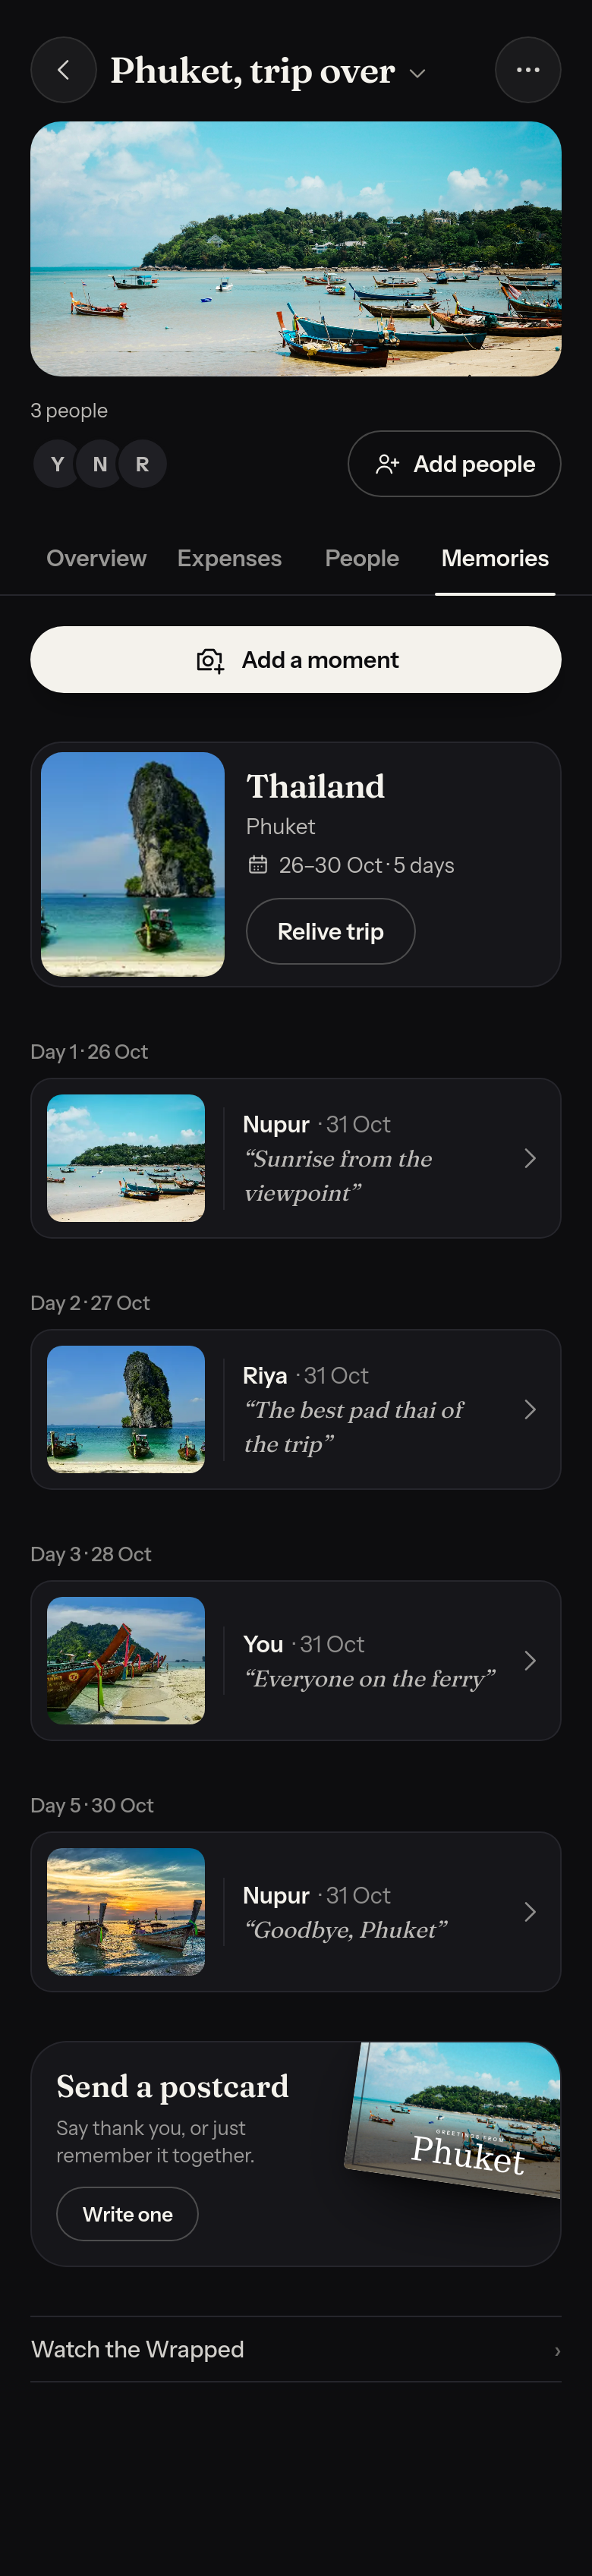 Phuket, trip over
3 people
Y N R
Add people
Overview Expenses People Memories
Add a moment
Thailand
Phuket
26–30 Oct · 5 days
Relive trip
Day 1 · 26 Oct
Nupur · 31 Oct
“Sunrise from the
viewpoint”
Day 2 · 27 Oct
Riya · 31 Oct
“The best pad thai of
the trip”
Day 3 · 28 Oct
You · 31 Oct
“Everyone on the ferry”
Day 5 · 30 Oct
Nupur · 31 Oct
“Goodbye, Phuket”
Send a postcard
Say thank you, or just
remember it together.
Write one
GREETINGS FROM
Phuket
Watch the Wrapped